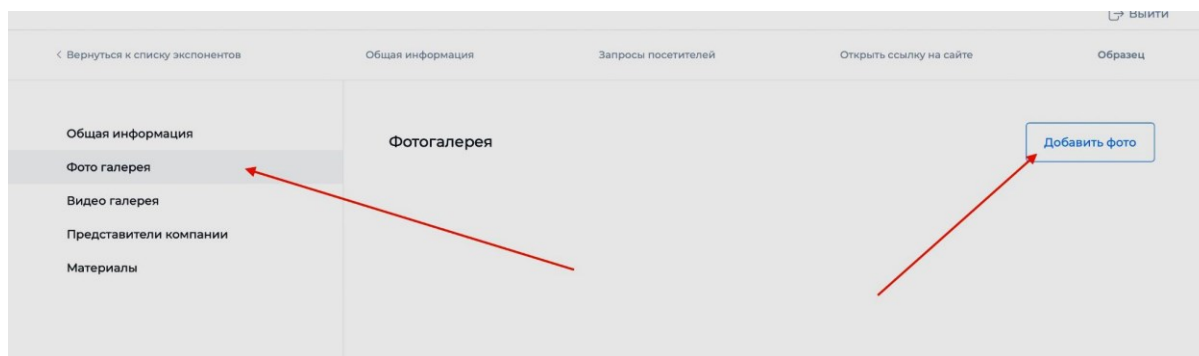 Выйти
< Вернуться к списку экспонентов Общая информация Запросы посетителей Открыть ссылку на сайте Образец
Общая информация
Фото галерея
Видео галерея
Представители компании
Материалы
Фотогалерея
Добавить фото